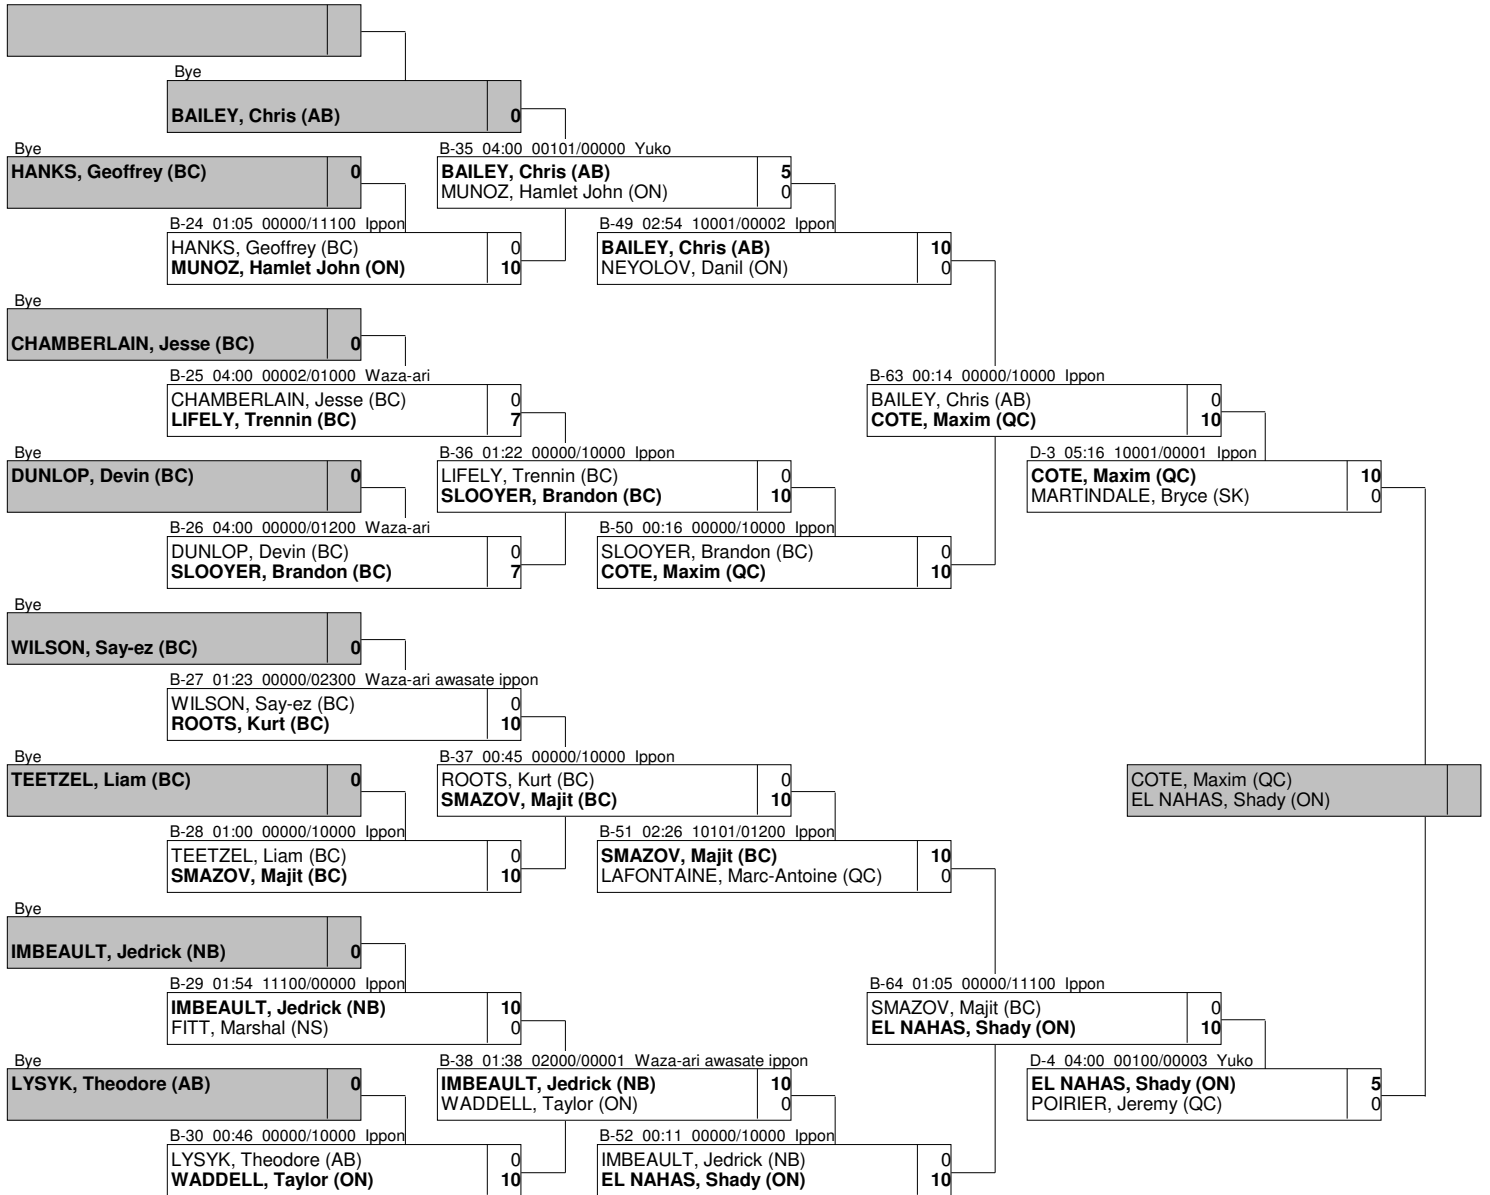 Bye
BAILEY, Chris (AB) 0
Bye
HANKS, Geoffrey (BC) 0
B-35 04:00 00101/00000 Yuko
BAILEY, Chris (AB) 5
MUNOZ, Hamlet John (ON) 0
B-24 01:05 00000/11100 Ippon
HANKS, Geoffrey (BC) 0
MUNOZ, Hamlet John (ON) 10
B-49 02:54 10001/00002 Ippon
BAILEY, Chris (AB) 10
NEYOLOV, Danil (ON) 0
Bye
CHAMBERLAIN, Jesse (BC) 0
B-25 04:00 00002/01000 Waza-ari
CHAMBERLAIN, Jesse (BC) 0
LIFELY, Trennin (BC) 7
B-63 00:14 00000/10000 Ippon
BAILEY, Chris (AB) 0
COTE, Maxim (QC) 10
Bye
DUNLOP, Devin (BC) 0
B-36 01:22 00000/10000 Ippon
LIFELY, Trennin (BC) 0
SLOOYER, Brandon (BC) 10
D-3 05:16 10001/00001 Ippon
COTE, Maxim (QC) 10
MARTINDALE, Bryce (SK) 0
B-26 04:00 00000/01200 Waza-ari
DUNLOP, Devin (BC) 0
SLOOYER, Brandon (BC) 7
B-50 00:16 00000/10000 Ippon
SLOOYER, Brandon (BC) 0
COTE, Maxim (QC) 10
Bye
WILSON, Say-ez (BC) 0
B-27 01:23 00000/02300 Waza-ari awasate ippon
WILSON, Say-ez (BC) 0
ROOTS, Kurt (BC) 10
Bye
TEETZEL, Liam (BC) 0
B-37 00:45 00000/10000 Ippon
ROOTS, Kurt (BC) 0
SMAZOV, Majit (BC) 10
COTE, Maxim (QC)
EL NAHAS, Shady (ON)
B-28 01:00 00000/10000 Ippon
TEETZEL, Liam (BC) 0
SMAZOV, Majit (BC) 10
B-51 02:26 10101/01200 Ippon
SMAZOV, Majit (BC) 10
LAFONTAINE, Marc-Antoine (QC) 0
Bye
IMBEAULT, Jedrick (NB) 0
B-29 01:54 11100/00000 Ippon
IMBEAULT, Jedrick (NB) 10
FITT, Marshal (NS) 0
B-64 01:05 00000/11100 Ippon
SMAZOV, Majit (BC) 0
EL NAHAS, Shady (ON) 10
Bye
LYSYK, Theodore (AB) 0
B-38 01:38 02000/00001 Waza-ari awasate ippon
IMBEAULT, Jedrick (NB) 10
WADDELL, Taylor (ON) 0
D-4 04:00 00100/00003 Yuko
EL NAHAS, Shady (ON) 5
POIRIER, Jeremy (QC) 0
B-30 00:46 00000/10000 Ippon
LYSYK, Theodore (AB) 0
WADDELL, Taylor (ON) 10
B-52 00:11 00000/10000 Ippon
IMBEAULT, Jedrick (NB) 0
EL NAHAS, Shady (ON) 10